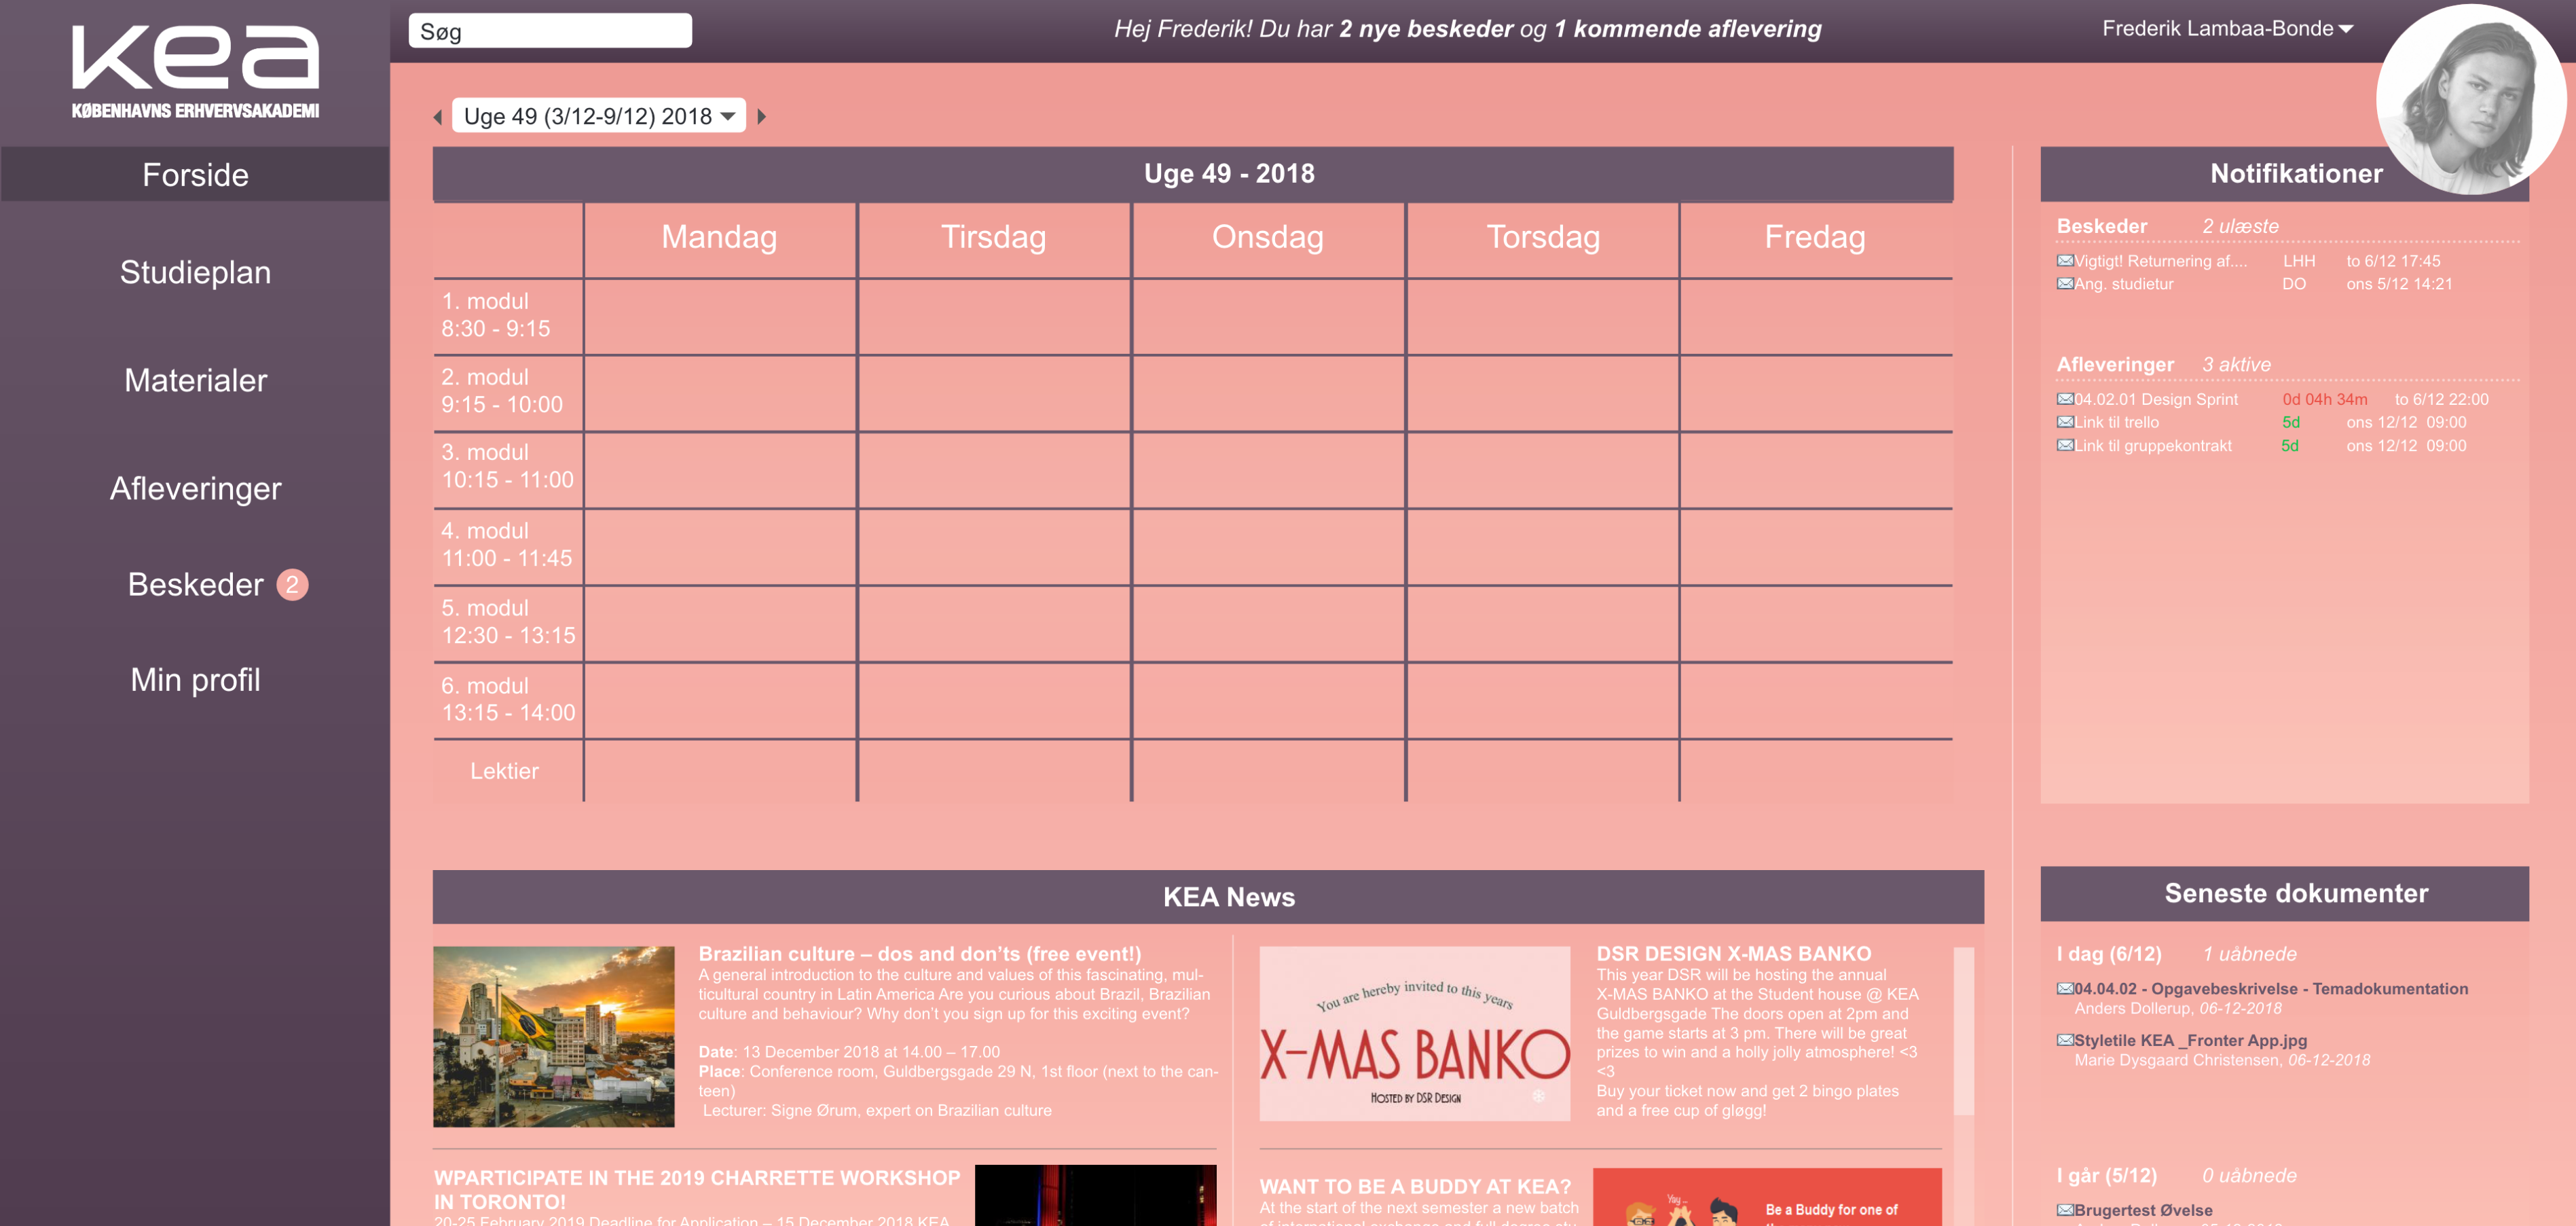 kea
KØBENHAVNS ERHVERVSAKADEMI
Søg
Hej Frederik! Du har 2 nye beskeder og 1 kommende aflevering
Frederik Lambaa-Bonde
Forside
Studieplan
Materialer
Afleveringer
Beskeder 2
Min profil
Uge 49 (3/12-9/12) 2018
Uge 49 - 2018
Mandag Tirsdag Onsdag Torsdag Fredag
1. modul
8:30 - 9:15
2. modul
9:15 - 10:00
3. modul
10:15 - 11:00
4. modul
11:00 - 11:45
5. modul
12:30 - 13:15
6. modul
13:15 - 14:00
Lektier
Notifikationer
Beskeder 2 ulæste
Vigtigt! Returnering af.... LHH to 6/12 17:45
Ang. studietur DO ons 5/12 14:21
Afleveringer 3 aktive
04.02.01 Design Sprint 0d 04h 34m to 6/12 22:00
Link til trello 5d ons 12/12 09:00
Link til gruppekontrakt 5d ons 12/12 09:00
KEA News
Brazilian culture – dos and don’ts (free event!)
A general introduction to the culture and values of this fascinating, mul-
ticultural country in Latin America Are you curious about Brazil, Brazilian
culture and behaviour? Why don’t you sign up for this exciting event?
Date: 13 December 2018 at 14.00 – 17.00
Place: Conference room, Guldbergsgade 29 N, 1st floor (next to the can-
teen)
Lecturer: Signe Ørum, expert on Brazilian culture
You are hereby invited to this years
X-MAS BANKO
HOSTED BY DSR DESIGN
DSR DESIGN X-MAS BANKO
This year DSR will be hosting the annual
X-MAS BANKO at the Student house @ KEA
Guldbergsgade The doors open at 2pm and
the game starts at 3 pm. There will be great
prizes to win and a holly jolly atmosphere! <3
<3
Buy your ticket now and get 2 bingo plates
and a free cup of gløgg!
WPARTICIPATE IN THE 2019 CHARRETTE WORKSHOP
IN TORONTO!
20-25 February 2019 Deadline for Application – 15 December 2018 KEA
WANT TO BE A BUDDY AT KEA?
At the start of the next semester a new batch
of international exchange and full degree stu-
Yay ...
Be a Buddy for one of
Seneste dokumenter
I dag (6/12) 1 uåbnede
04.04.02 - Opgavebeskrivelse - Temadokumentation
Anders Dollerup, 06-12-2018
Styletile KEA _Fronter App.jpg
Marie Dysgaard Christensen, 06-12-2018
I går (5/12) 0 uåbnede
Brugertest Øvelse